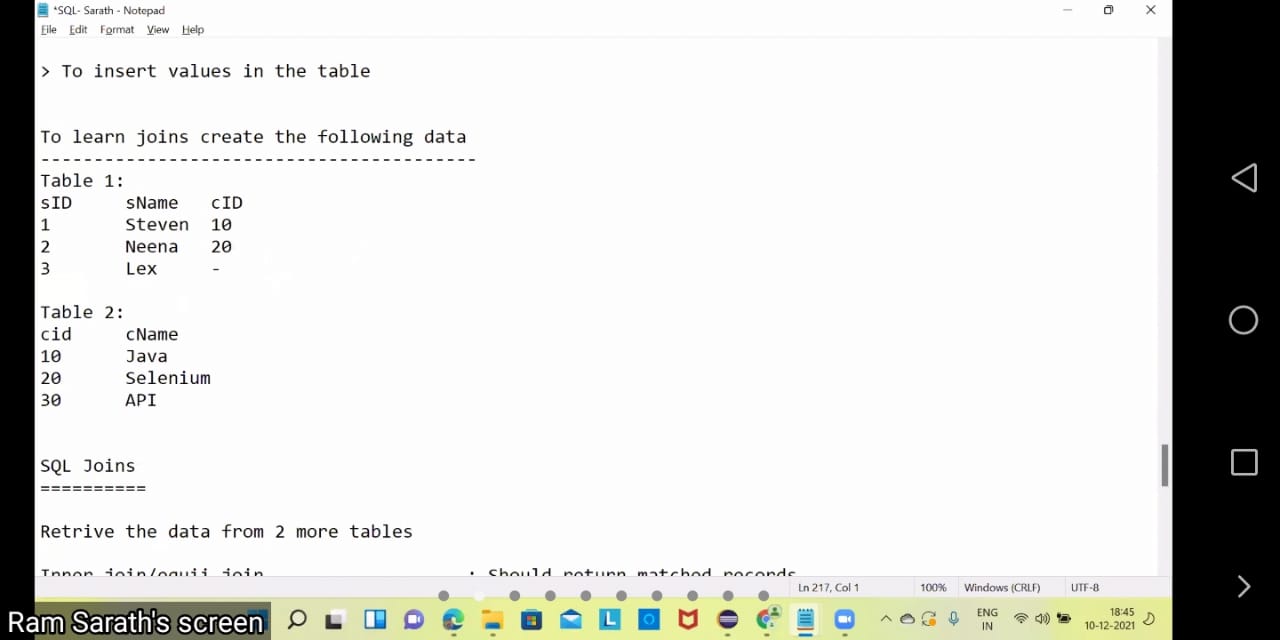 *SQL- Sarath - Notepad
File Edit Format View Help
> To insert values in the table
To learn joins create the following data
-----------------------------------------
Table 1:
sID sName cID
1 Steven 10
2 Neena 20
3 Lex -
Table 2:
cid cName
10 Java
20 Selenium
30 API
SQL Joins
==========
Retrive the data from 2 more tables
Inner join/equii join : Should return matched records
Ln 217, Col 1 100% Windows (CRLF) UTF-8
Ram Sarath's screen
ENG
IN
18:45
10-12-2021